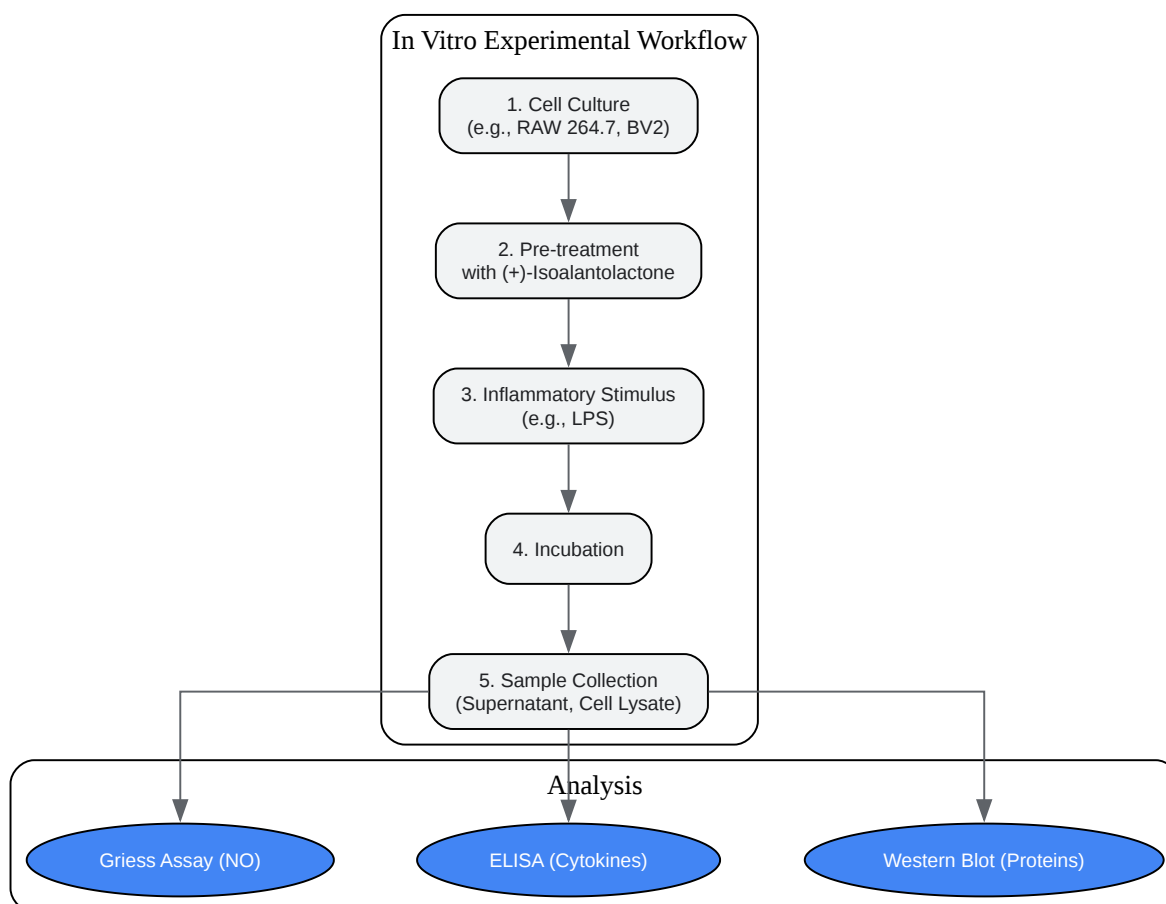 In Vitro Experimental Workflow
1. Cell Culture
(e.g., RAW 264.7, BV2)
2. Pre-treatment
with (+)-Isoalantolactone
3. Inflammatory Stimulus
(e.g., LPS)
4. Incubation
5. Sample Collection
(Supernatant, Cell Lysate)
Analysis
Griess Assay (NO)
ELISA (Cytokines)
Western Blot (Proteins)